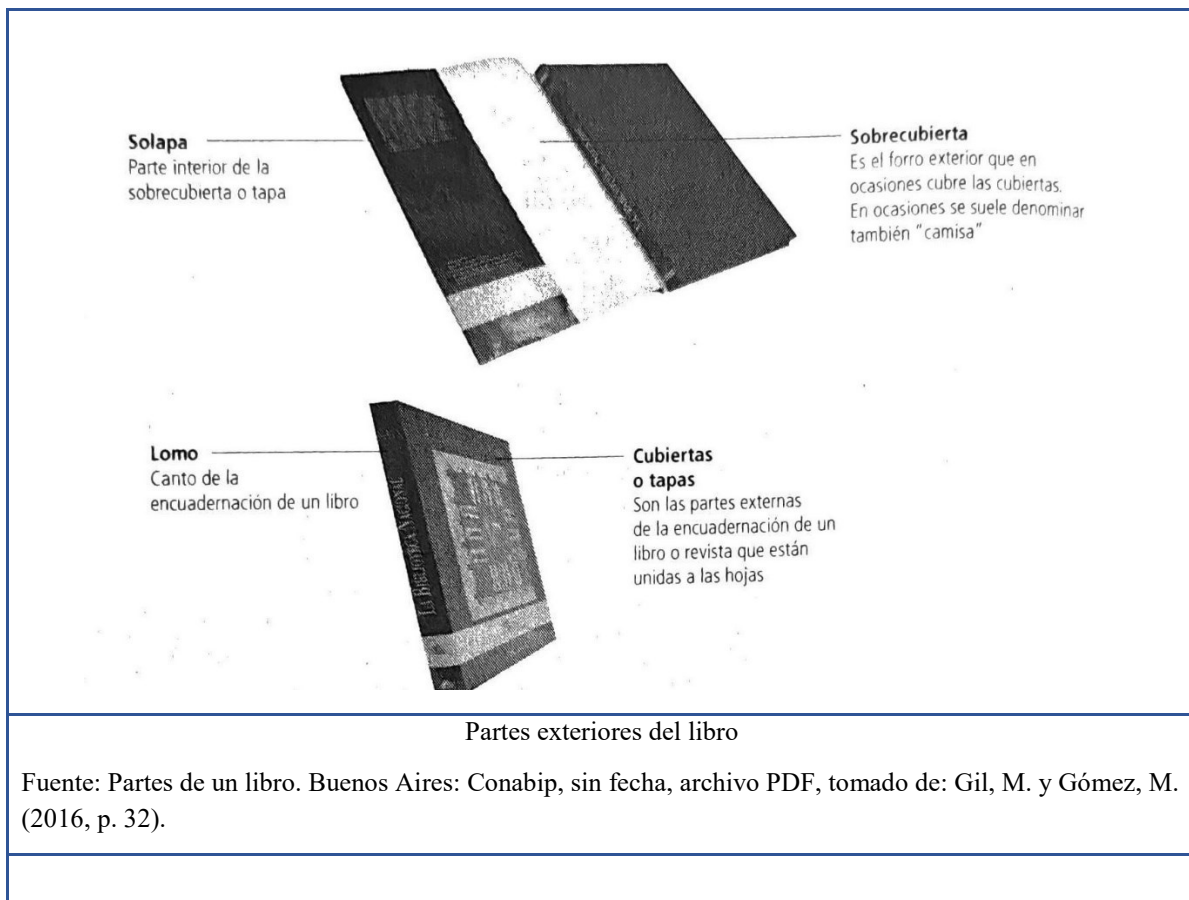 Solapa
Parte interior de la
sobrecubierta o tapa
Sobrecubierta
Es el forro exterior que en
ocasiones cubre las cubiertas.
En ocasiones se suele denominar
también “camisa”
Lomo
Canto de la
encuadernación de un libro
Cubiertas
o tapas
Son las partes externas
de la encuadernación de un
libro o revista que están
unidas a las hojas
LA BIBLIOTECA NACIONAL
Partes exteriores del libro
Fuente: Partes de un libro. Buenos Aires: Conabip, sin fecha, archivo PDF, tomado de: Gil, M. y Gómez, M.
(2016, p. 32).